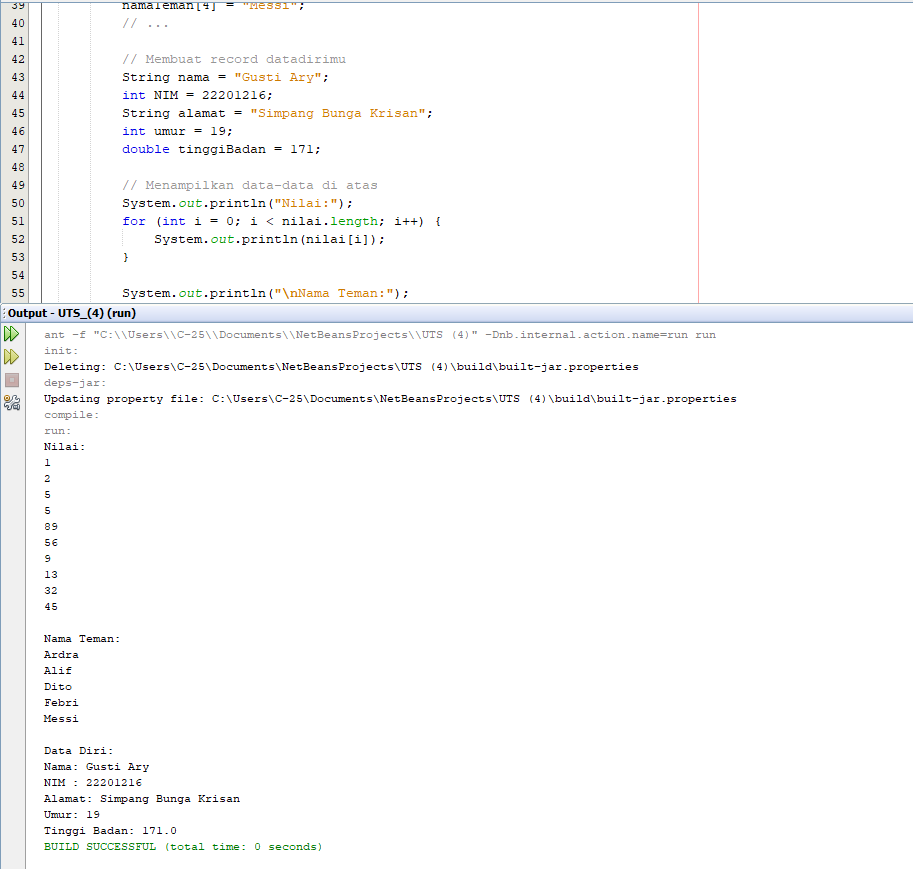 39 namaTeman[4] = "Messi";
40 // ...
41
42 // Membuat record datadirimu
43 String nama = "Gusti Ary";
44 int NIM = 22201216;
45 String alamat = "Simpang Bunga Krisan";
46 int umur = 19;
47 double tinggiBadan = 171;
48
49 // Menampilkan data-data di atas
50 System.out.println("Nilai:");
51 for (int i = 0; i < nilai.length; i++) {
52 System.out.println(nilai[i]);
53 }
54
55 System.out.println("\nNama Teman:");
Output - UTS_(4) (run)
ant -f "C:\\Users\\C-25\\Documents\\NetBeansProjects\\UTS (4)" -Dnb.internal.action.name=run run
init:
Deleting: C:\Users\C-25\Documents\NetBeansProjects\UTS (4)\build\built-jar.properties
deps-jar:
Updating property file: C:\Users\C-25\Documents\NetBeansProjects\UTS (4)\build\built-jar.properties
compile:
run:
Nilai:
1
2
5
5
89
56
9
13
32
45
Nama Teman:
Ardra
Alif
Dito
Febri
Messi
Data Diri:
Nama: Gusti Ary
NIM : 22201216
Alamat: Simpang Bunga Krisan
Umur: 19
Tinggi Badan: 171.0
BUILD SUCCESSFUL (total time: 0 seconds)